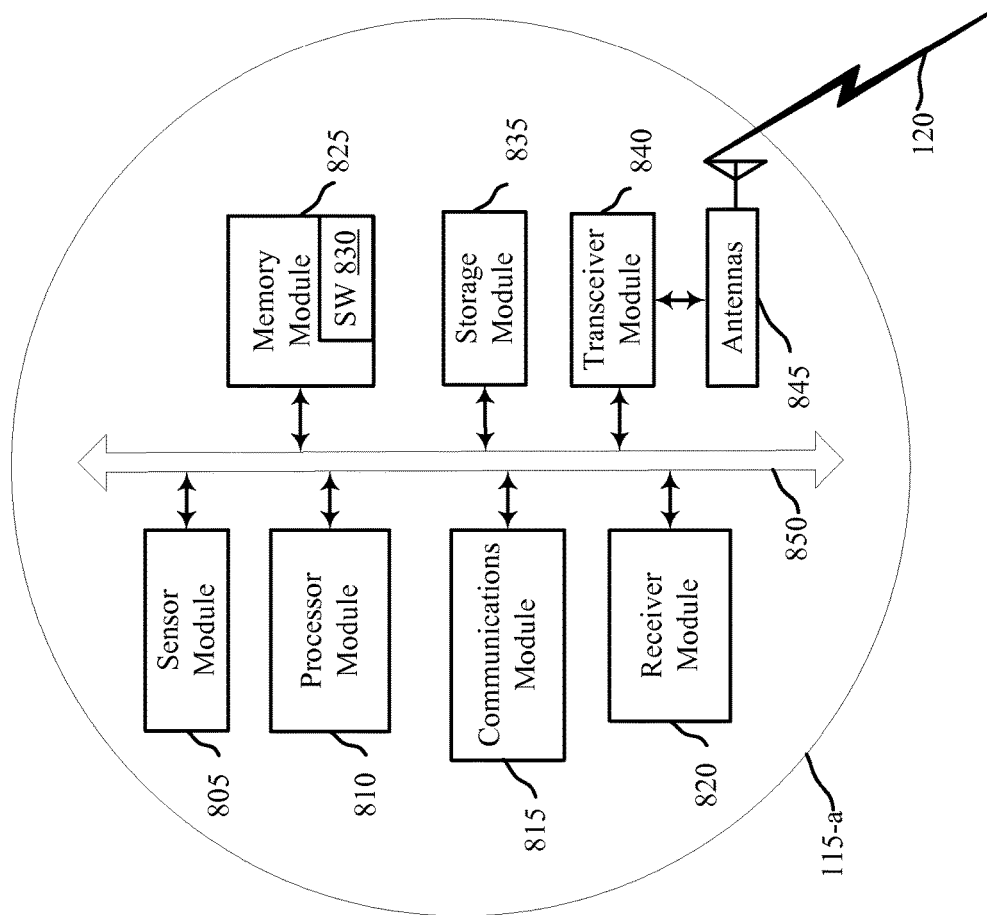 Sensor
Module
805
Memory
Module
SW 830
825
Processor
Module
810
Communications
Module
815
Storage
Module
835
Receiver
Module
820
Transceiver
Module
840
Antennas
845
850
115-a
120